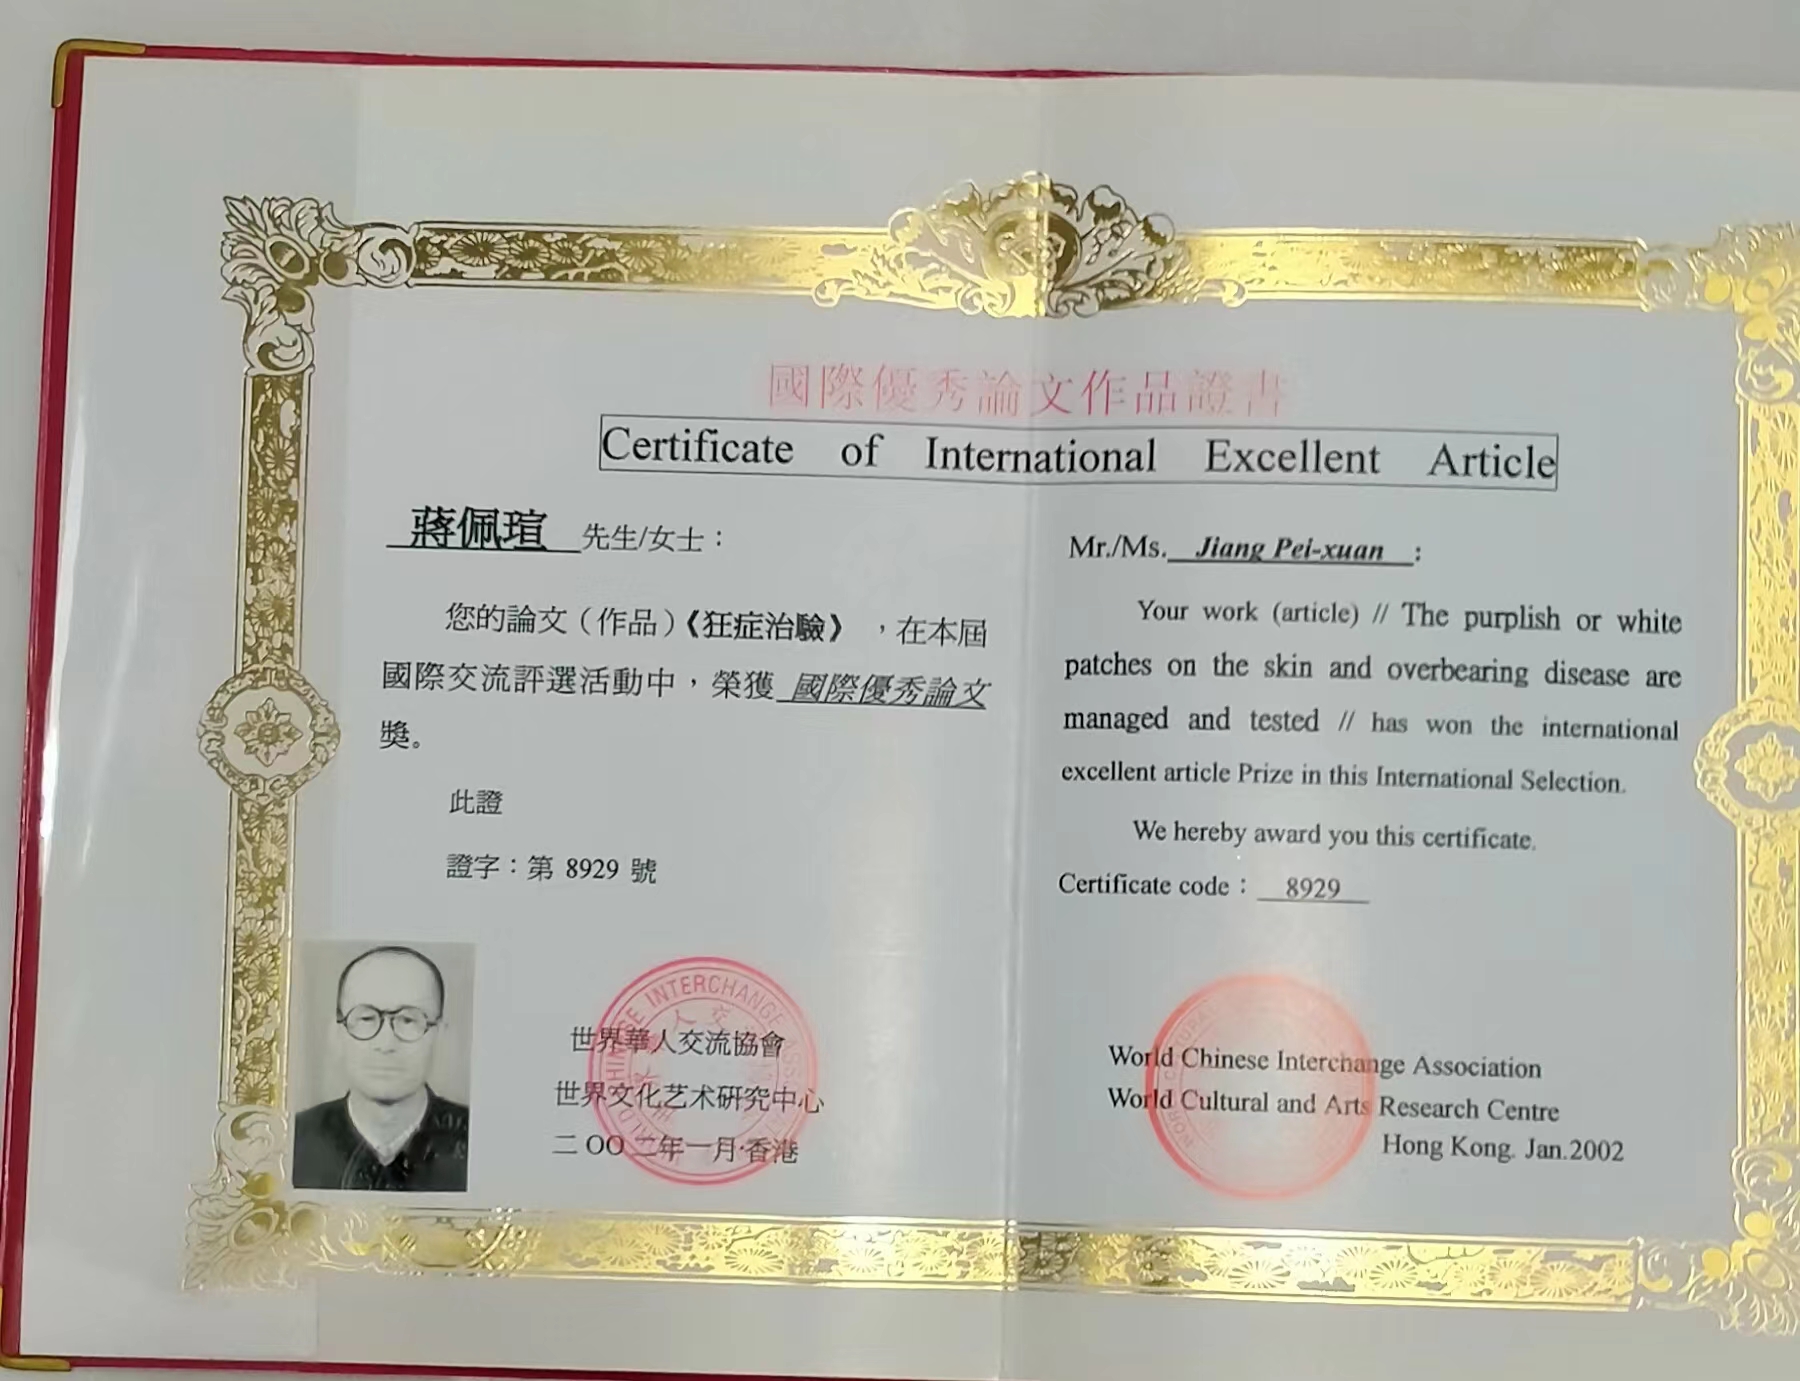 國際優秀論文作品證書
Certificate of International Excellent Article
蔣佩瑄 先生/女士：
您的論文（作品）《狂症治驗》，在本屆
國際交流評選活動中，榮獲 國際優秀論文
獎。
此證
證字：第 8929 號
世界華人交流協會
世界文化艺术研究中心
二OO二年一月·香港
INTERCHANGE
Mr./Ms. Jiang Pei-xuan :
Your work (article) // The purplish or white
patches on the skin and overbearing disease are
managed and tested // has won the international
excellent article Prize in this International Selection.
We hereby award you this certificate.
Certificate code： 8929
World Chinese Interchange Association
World Cultural and Arts Research Centre
Hong Kong. Jan.2002